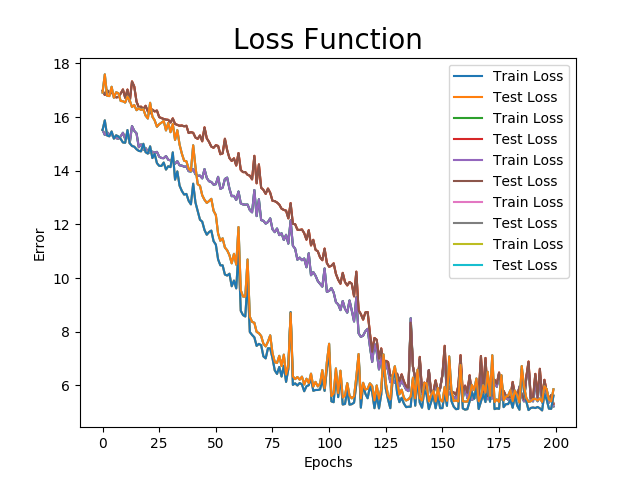 Loss Function
18
16
14
12
10
8
6
Error
0
25
50
75
100
125
150
175
200
Epochs
Train Loss
Test Loss
Train Loss
Test Loss
Train Loss
Test Loss
Train Loss
Test Loss
Train Loss
Test Loss